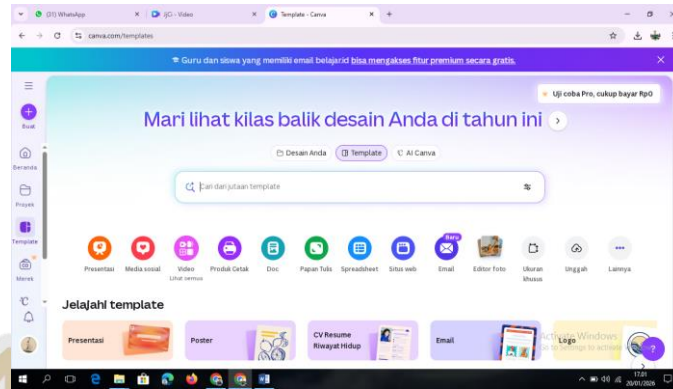 (31) WhatsApp
IJG - Video
Template - Canva
canva.com/templates
Guru dan siswa yang memiliki email belajar.id bisa mengakses fitur premium secara gratis.
Uji coba Pro, cukup bayar Rp0
Mari lihat kilas balik desain Anda di tahun ini
Desain Anda
Template
AI Canva
Cari dari jutaan template
Buat
Beranda
Proyek
Template
Merek
Baru
Presentasi
Media sosial
Video
Lihat semua
Produk Cetak
Doc
Papan Tulis
Spreadsheet
Situs web
Email
Editor foto
Ukuran
khusus
Unggah
Lainnya
Jelajahi template
Presentasi
Poster
CV Resume
Riwayat Hidup
Email
Logo
Activate Windows
Go to Settings to activate
17.01
20/01/2026